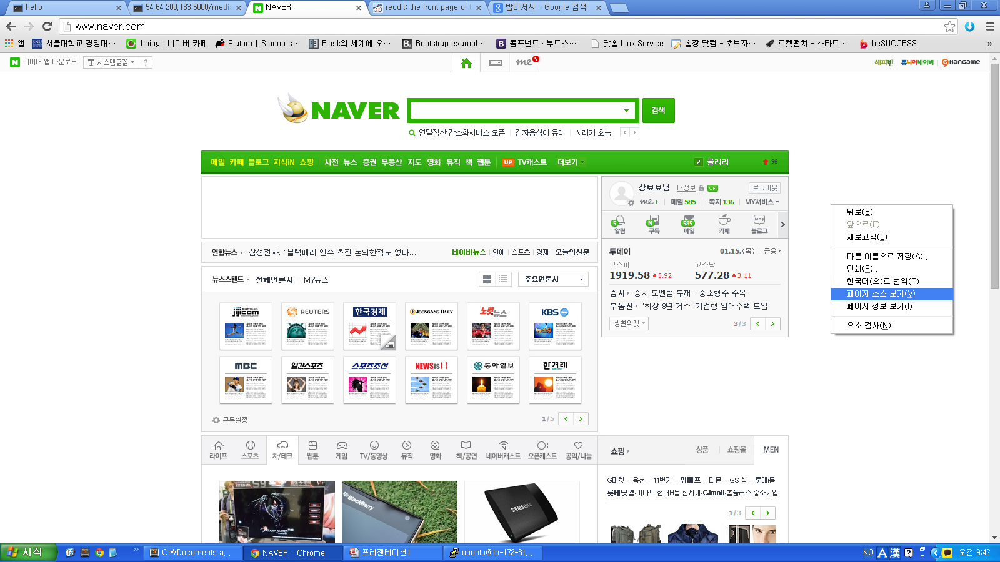 hello
54,64,200,183:5000/media
NAVER
reddit: the front page of t
밥아저씨 - Google 검색
www.naver.com
앱
서울대학교 경영대…
1thing : 네이버 카페
Platum | Startup's…
Flask의 세계에 오…
Bootstrap exampl…
콤포넌트 · 부트스…
닷홈 Link Service
홈짱 닷컴 - 초보자…
로켓펀치 - 스타트…
beSUCCESS
»
네이버 앱 다운로드
T 시스템글꼴
?
me 5
해피빈
쥬니어네이버
HANGAME
NAVER
검색
연말정산 간소화서비스 오픈
감자옹심이 유래
시래기 효능
메일 카페 블로그 지식iN 쇼핑
사전 뉴스 증권 부동산 지도 영화 뮤직 책 웹툰
UP TV캐스트 더보기
2 클라라 96
샹뵤뵤님 내정보 ON
로그아웃
me
메일 585
쪽지 136
MY서비스
5 알림
N 구독
585 메일
카페
blog 블로그
뒤로(B)
앞으로(F)
새로고침(L)
다른 이름으로 저장(A)...
인쇄(R)...
한국어(으)로 번역(T)
페이지 소스 보기(V)
페이지 정보 보기(I)
요소 검사(N)
연합뉴스 삼성전자, "블랙베리 인수 추진 논의한적도 없다…
네이버뉴스 연예 스포츠 경제 오늘의신문
투데이
01.15.(목) 금융
코스피
1919.58 ▲5.92
코스닥
577.28 ▲3.11
증시 증시 모멘텀 부재…중소형주 주목
부동산 '최장 8년 거주' 기업형 임대주택 도입
생활위젯
3/3
뉴스스탠드 전체언론사 MY뉴스
주요언론사
jijicom
REUTERS
한국경제
JOONGANG DAILY
노컷뉴스
KBS
MBC
일간스포츠
스포츠조선
NEWSis( )
동아일보
한겨레
구독설정
1/5
라이프
스포츠
차/테크
웹툰
게임
TV/동영상
뮤직
영화
책/공연
네이버캐스트
오픈캐스트
공익/나눔
쇼핑
상품
쇼핑몰
MEN
G마켓 · 옥션 · 11번가 · 위메프 · 티몬 · GS 샵 · 롯데i몰
롯데닷컴·이마트·현대H몰·신세계·CJmall·홈플러스·중소기업
1/3
BlackBerry
SAMSUNG
시작
C:₩Documents a...
NAVER - Chrome
프레젠테이션1
ubuntu@ip-172-31...
KO
A 漢
오전 9:42